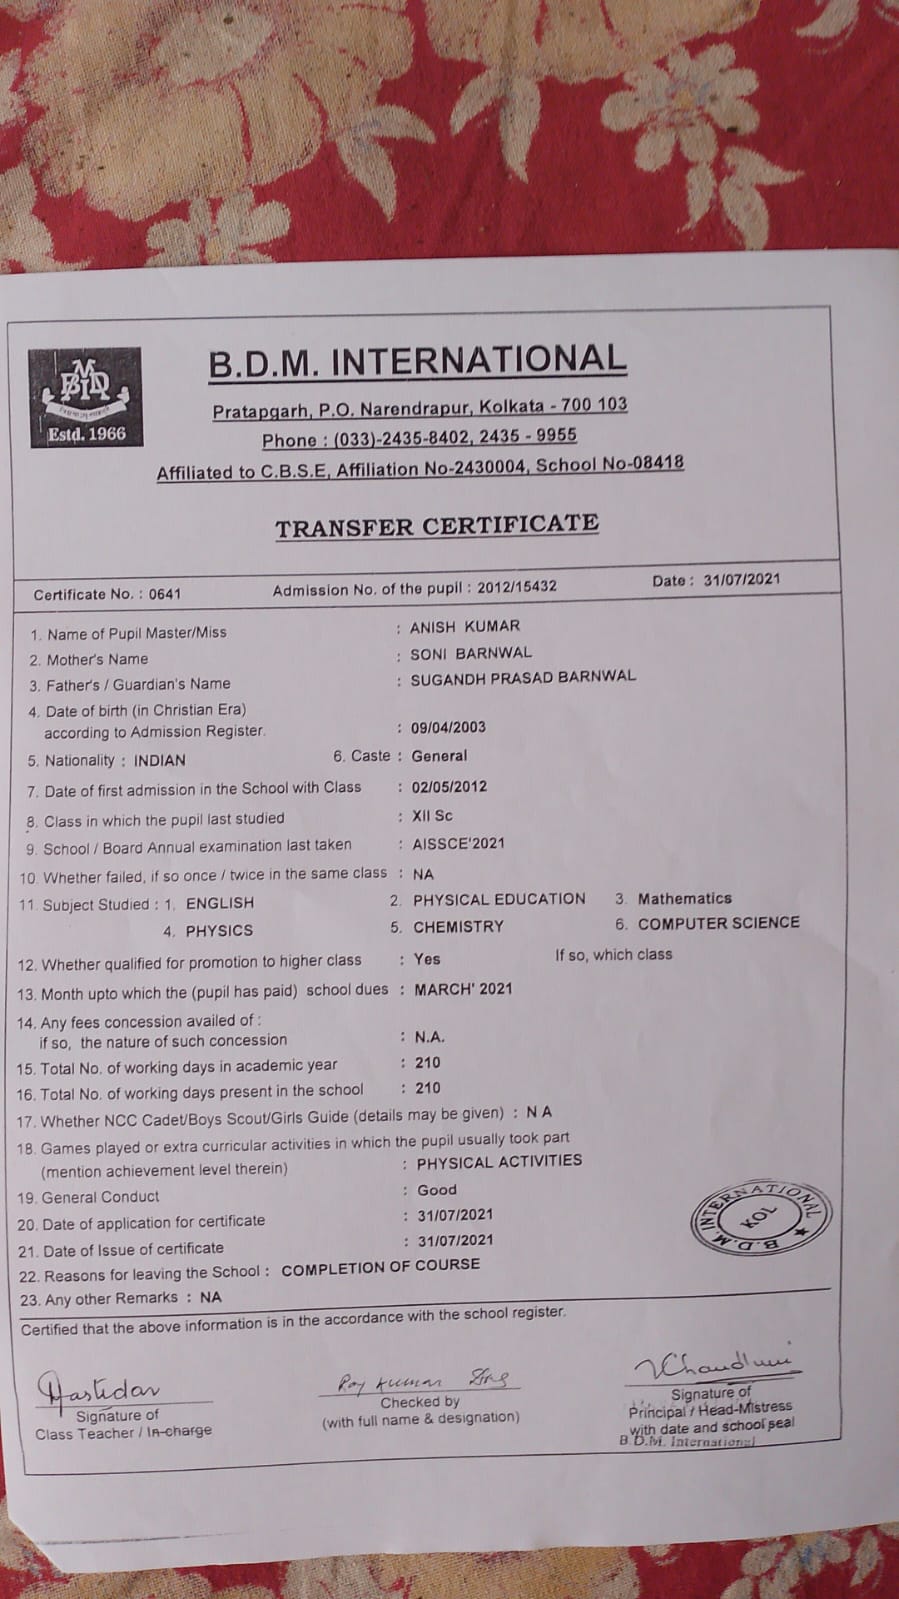 BMID
Estd. 1966
B.D.M. INTERNATIONAL
Pratapgarh, P.O. Narendrapur, Kolkata - 700 103
Phone : (033)-2435-8402, 2435 - 9955
Affiliated to C.B.S.E, Affiliation No-2430004, School No-08418
TRANSFER CERTIFICATE
Certificate No. : 0641 Admission No. of the pupil : 2012/15432 Date : 31/07/2021
1. Name of Pupil Master/Miss : ANISH KUMAR
2. Mother's Name : SONI BARNWAL
3. Father's / Guardian's Name : SUGANDH PRASAD BARNWAL
4. Date of birth (in Christian Era)
according to Admission Register. : 09/04/2003
5. Nationality : INDIAN 6. Caste : General
7. Date of first admission in the School with Class : 02/05/2012
8. Class in which the pupil last studied : XII Sc
9. School / Board Annual examination last taken : AISSCE'2021
10. Whether failed, if so once / twice in the same class : NA
11. Subject Studied : 1. ENGLISH 2. PHYSICAL EDUCATION 3. Mathematics
4. PHYSICS 5. CHEMISTRY 6. COMPUTER SCIENCE
12. Whether qualified for promotion to higher class : Yes If so, which class
13. Month upto which the (pupil has paid) school dues : MARCH' 2021
14. Any fees concession availed of :
if so, the nature of such concession : N.A.
15. Total No. of working days in academic year : 210
16. Total No. of working days present in the school : 210
17. Whether NCC Cadet/Boys Scout/Girls Guide (details may be given) : N A
18. Games played or extra curricular activities in which the pupil usually took part
(mention achievement level therein) : PHYSICAL ACTIVITIES
19. General Conduct : Good
20. Date of application for certificate : 31/07/2021
21. Date of Issue of certificate : 31/07/2021
22. Reasons for leaving the School : COMPLETION OF COURSE
23. Any other Remarks : NA
B.D.M. INTERNATIONAL
KOL
Certified that the above information is in the accordance with the school register.
Signature of
Class Teacher / In-charge
Checked by
(with full name & designation)
Signature of
Principal / Head-Mistress
with date and school seal
B.D.M. International